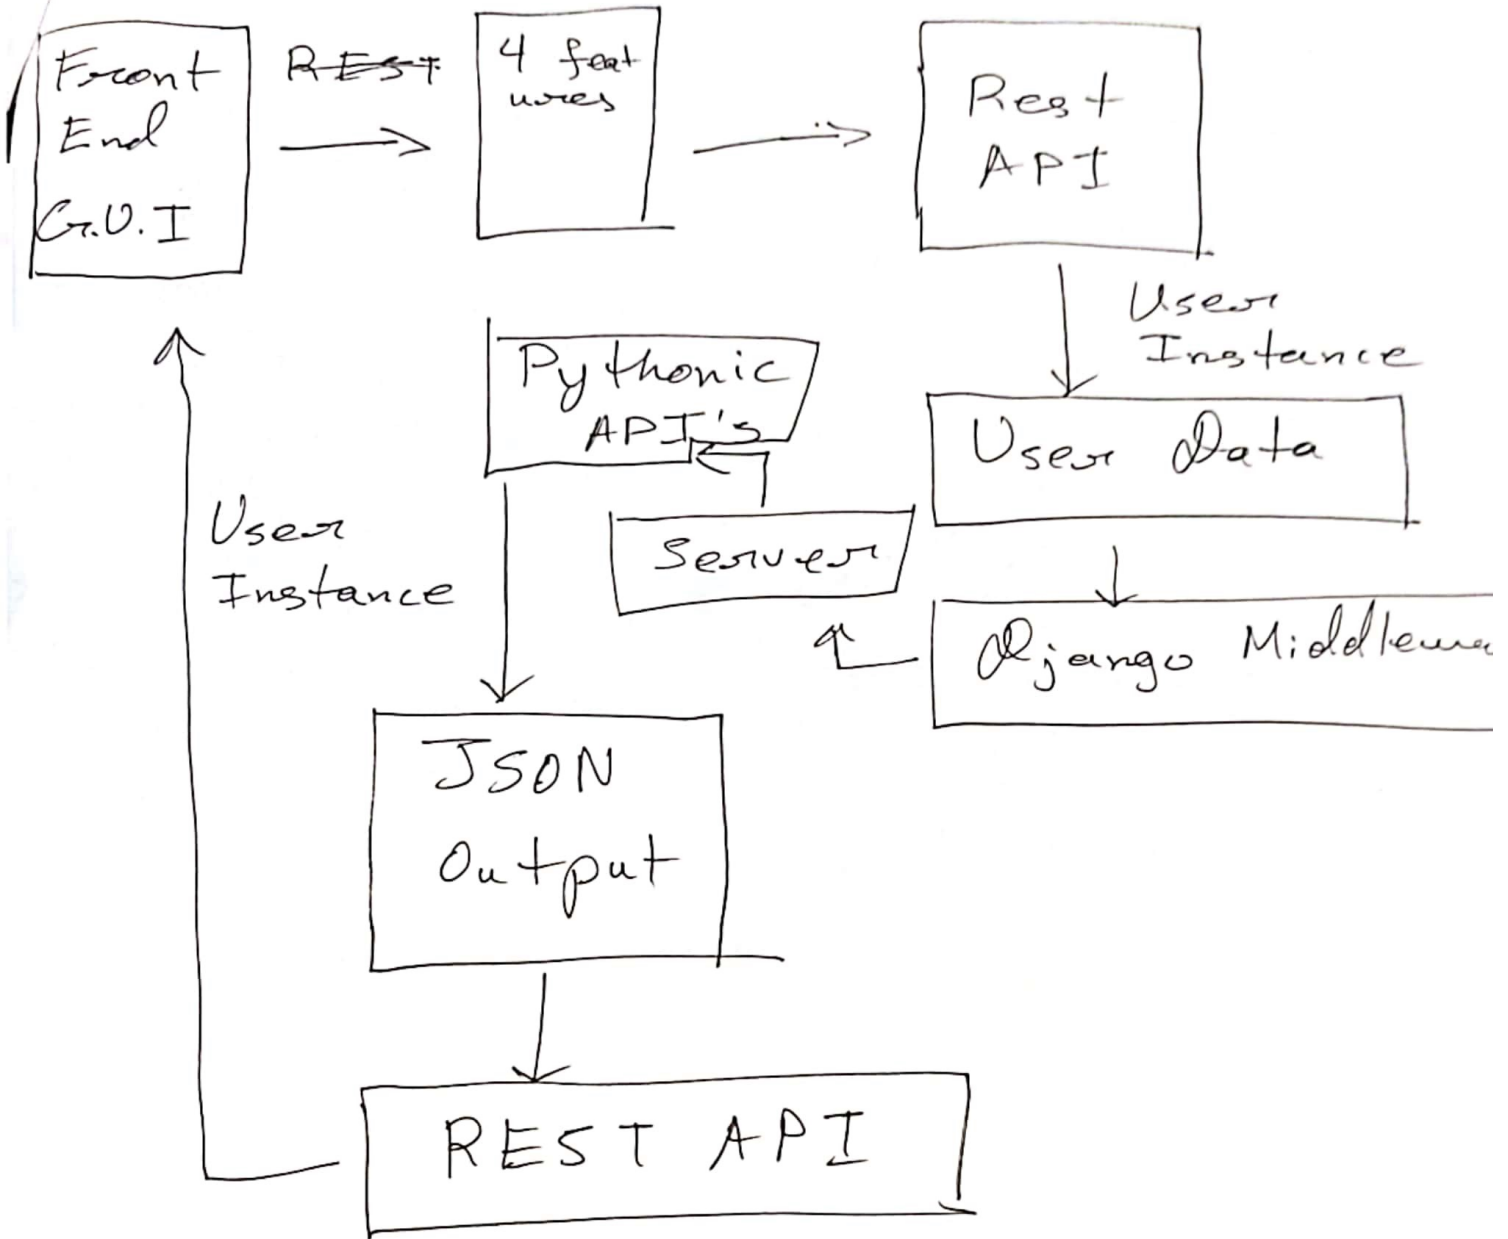 Front
End
G.U.I
REST
4 feat
ures
Rest
API
User
Instance
User Data
Pythonic
API's
Server
Django Middlewa
User
Instance
JSON
Output
REST API